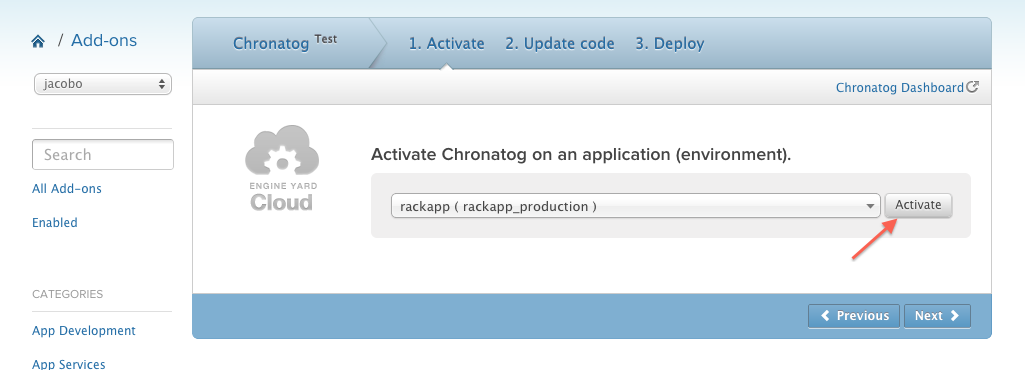 / Add-ons
jacobo
Search
All Add-ons
Enabled
CATEGORIES
App Development
App Services
Chronatog Test
1. Activate 2. Update code 3. Deploy
Chronatog Dashboard
ENGINE YARD
Cloud
Activate Chronatog on an application (environment).
rackapp ( rackapp_production )
Activate
Previous
Next